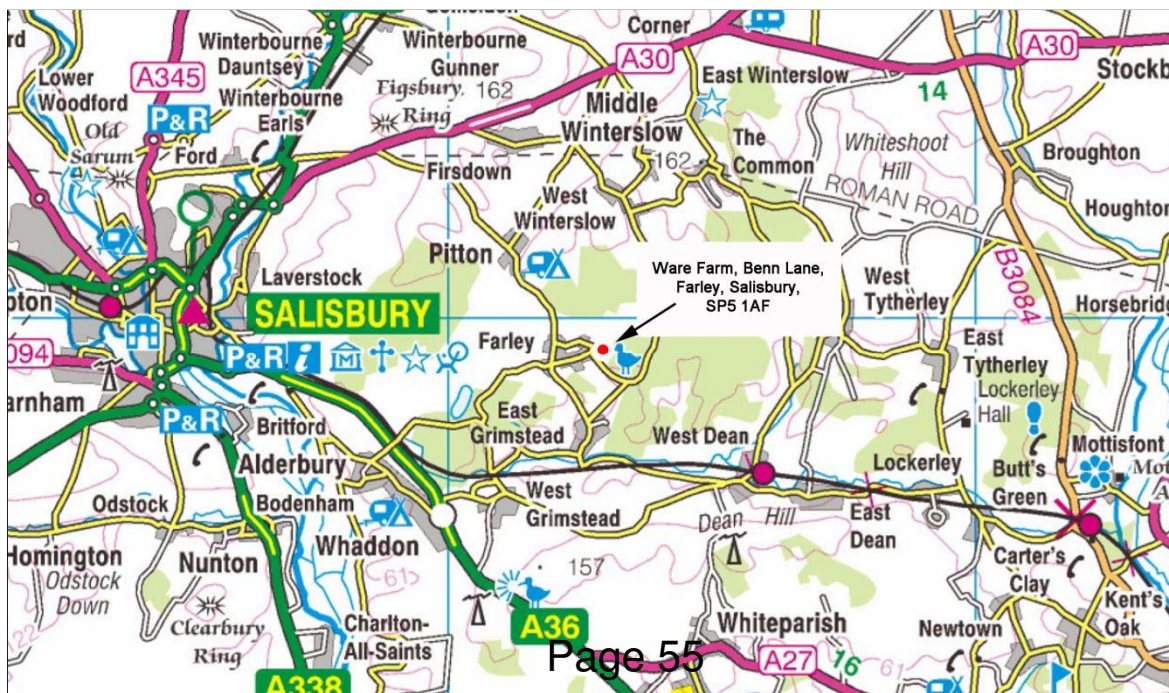 Corner
A30
A30
Winterbourne
Dauntsey
Winterbourne
Gunner
A345
Lower
Woodford
Figsbury
Ring
162
East Winterslow
14
Stockb
P&R
Winterbourne
Earls
Middle
Winterslow
Old
Sarum
Ford
The
Common
Whiteshoot
Hill
Broughton
Firsdown
162
ROMAN ROAD
West
Winterslow
Houghton
Pitton
Laverstock
Ware Farm, Benn Lane,
Farley, Salisbury,
SP5 1AF
West
Tytherley
B3084
Horsebridg
SALISBURY
Farley
East
Tytherley
094
P&R
i
M
Lockerley
Hall
arnham
P&R
Britford
East
Grimstead
West Dean
Lockerley
Mottisfont
Alderbury
Butt's
Green
Odstock
Bodenham
West
Grimstead
Dean Hill
East
Dean
Homington
Nunton
Whaddon
Odstock
Down
61
157
Carter's
Clay
Kent's
Oak
Clearbury
Ring
Charlton-
All-Saints
A36
Whiteparish
Newtown
Page 55
A27
16
61
122
A338